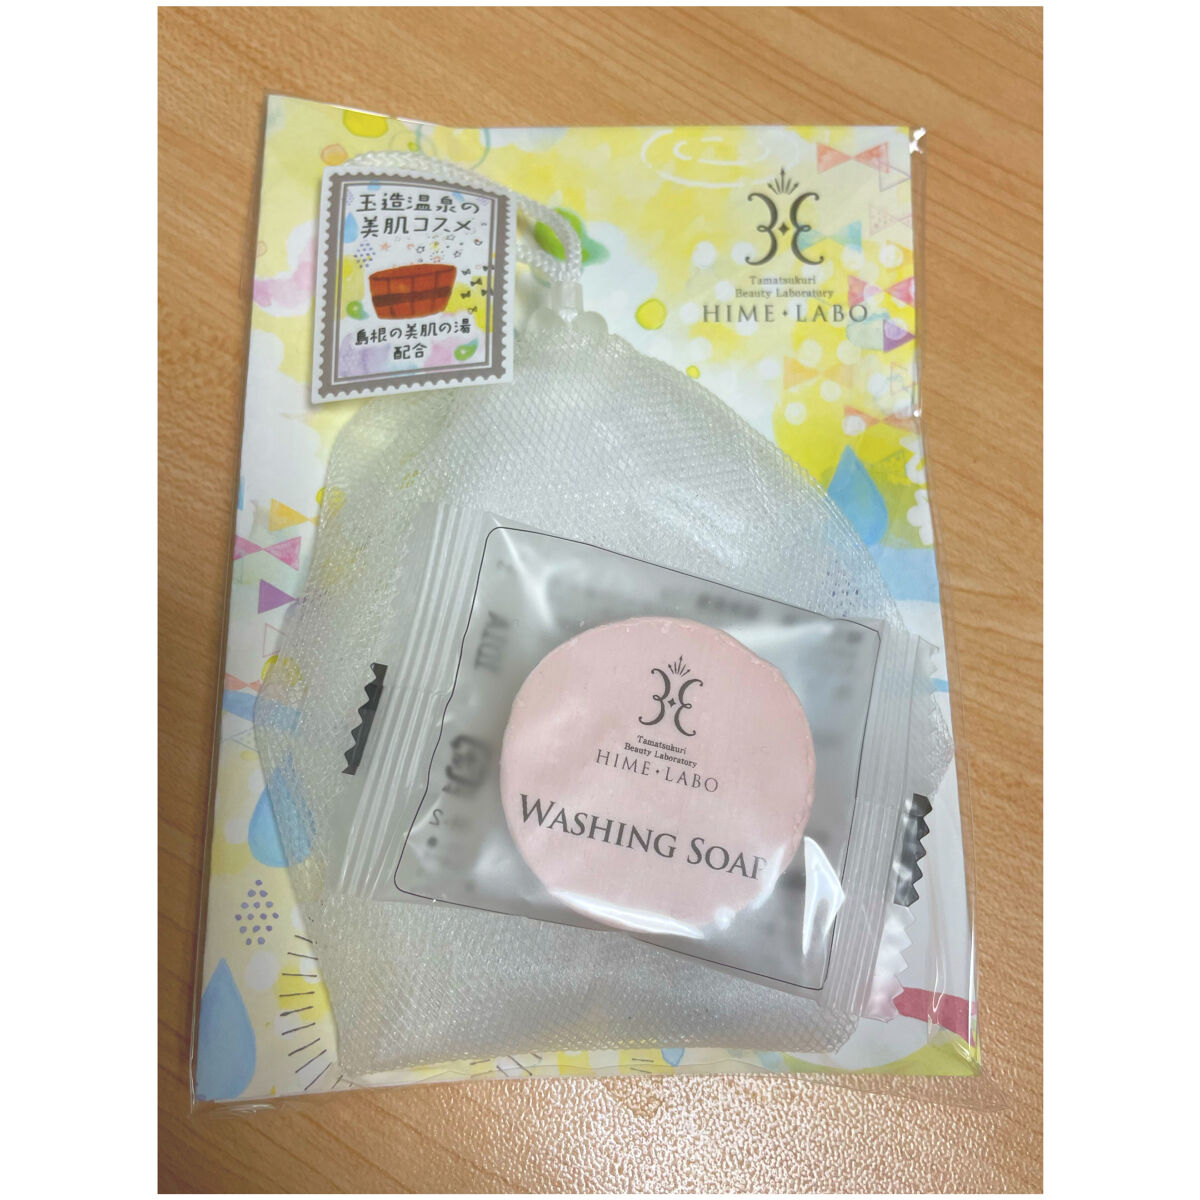 玉造温泉の
美肌コスメ
島根の美肌の湯
配合
Tamatsukuri
Beauty Laboratory
HIME・LABO
Tamatsukuri
Beauty Laboratory
HIME・LABO
WASHING SOAP